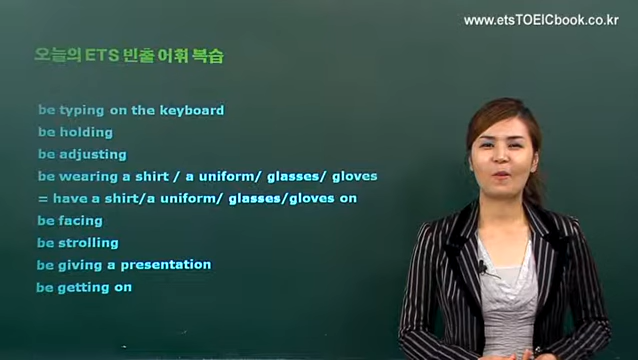 www.etsTOEICbook.co.kr
오늘의 ETS 빈출 어휘 복습
be typing on the keyboard
be holding
be adjusting
be wearing a shirt / a uniform/ glasses/ gloves
= have a shirt/a uniform/ glasses/gloves on
be facing
be strolling
be giving a presentation
be getting on